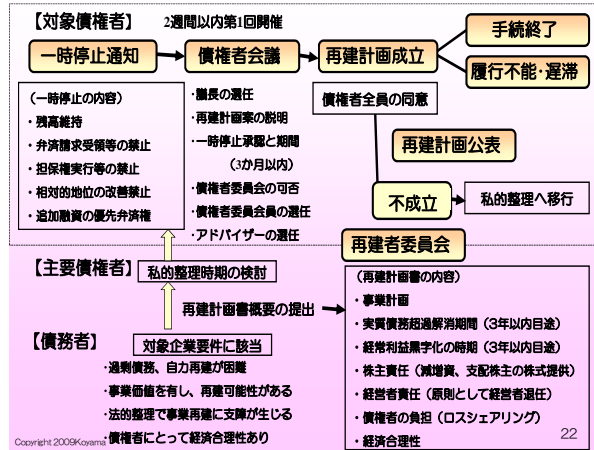 【対象債権者】
2週間以内第1回開催
一時停止通知
債権者会議
再建計画成立
手続終了
履行不能・遅滞
(一時停止の内容)
・残高維持
・弁済請求受領等の禁止
・担保権実行等の禁止
・相対的地位の改善禁止
・追加融資の優先弁済権
・議長の選任
・再建計画案の説明
・一時停止承認と期間
(3か月以内)
・債権者委員会の可否
・債権者委員会員の選任
・アドバイザーの選任
債権者全員の同意
再建計画公表
不成立
私的整理へ移行
再建者委員会
【主要債権者】
私的整理時期の検討
再建計画書概要の提出
【債務者】
対象企業要件に該当
・過剰債務、自力再建が困難
・事業価値を有し、再建可能性がある
・法的整理で事業再建に支障が生じる
・債権者にとって経済合理性あり
(再建計画書の内容)
・事業計画
・実質債務超過解消期間(3年以内目途)
・経常利益黒字化の時期(3年以内目途)
・株主責任(減増資、支配株主の株式提供)
・経営者責任(原則として経営者退任)
・債権者の負担(ロスシェアリング)
・経済合理性
Copyright 2009Koyama
22